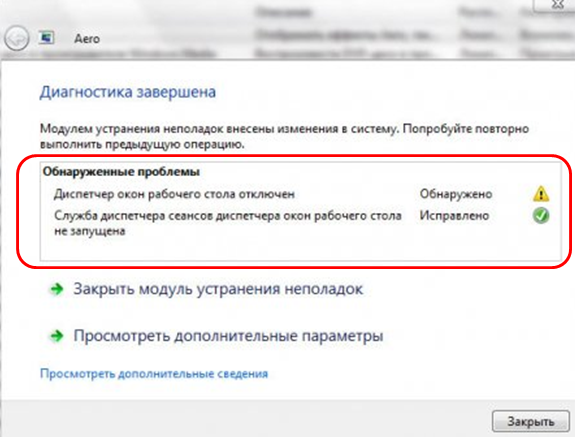 Aero
Диагностика завершена
Модулем устранения неполадок внесены изменения в систему. Попробуйте повторно
выполнить предыдущую операцию.
Обнаруженные проблемы
Диспетчер окон рабочего стола отключен Обнаружено
Служба диспетчера сеансов диспетчера окон рабочего стола Исправлено
не запущена
Закрыть модуль устранения неполадок
Просмотреть дополнительные параметры
Просмотреть дополнительные сведения
Закрыть